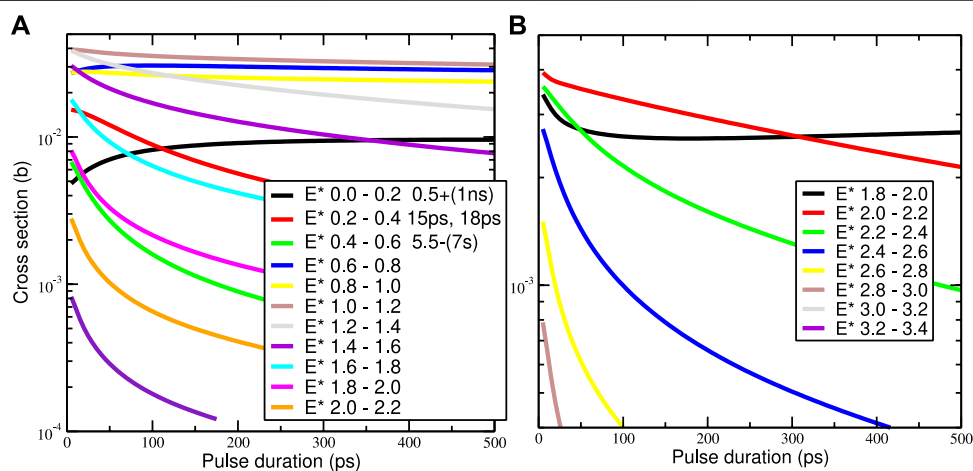 A
B
Cross section (b)
10^-2
10^-3
10^-4
0
100
200
300
400
500
Pulse duration (ps)
E* 0.0 - 0.2 0.5+(1ns)
E* 0.2 - 0.4 15ps, 18ps
E* 0.4 - 0.6 5.5-(7s)
E* 0.6 - 0.8
E* 0.8 - 1.0
E* 1.0 - 1.2
E* 1.2 - 1.4
E* 1.4 - 1.6
E* 1.6 - 1.8
E* 1.8 - 2.0
E* 2.0 - 2.2
10^-3
0
100
200
300
400
500
Pulse duration (ps)
E* 1.8 - 2.0
E* 2.0 - 2.2
E* 2.2 - 2.4
E* 2.4 - 2.6
E* 2.6 - 2.8
E* 2.8 - 3.0
E* 3.0 - 3.2
E* 3.2 - 3.4